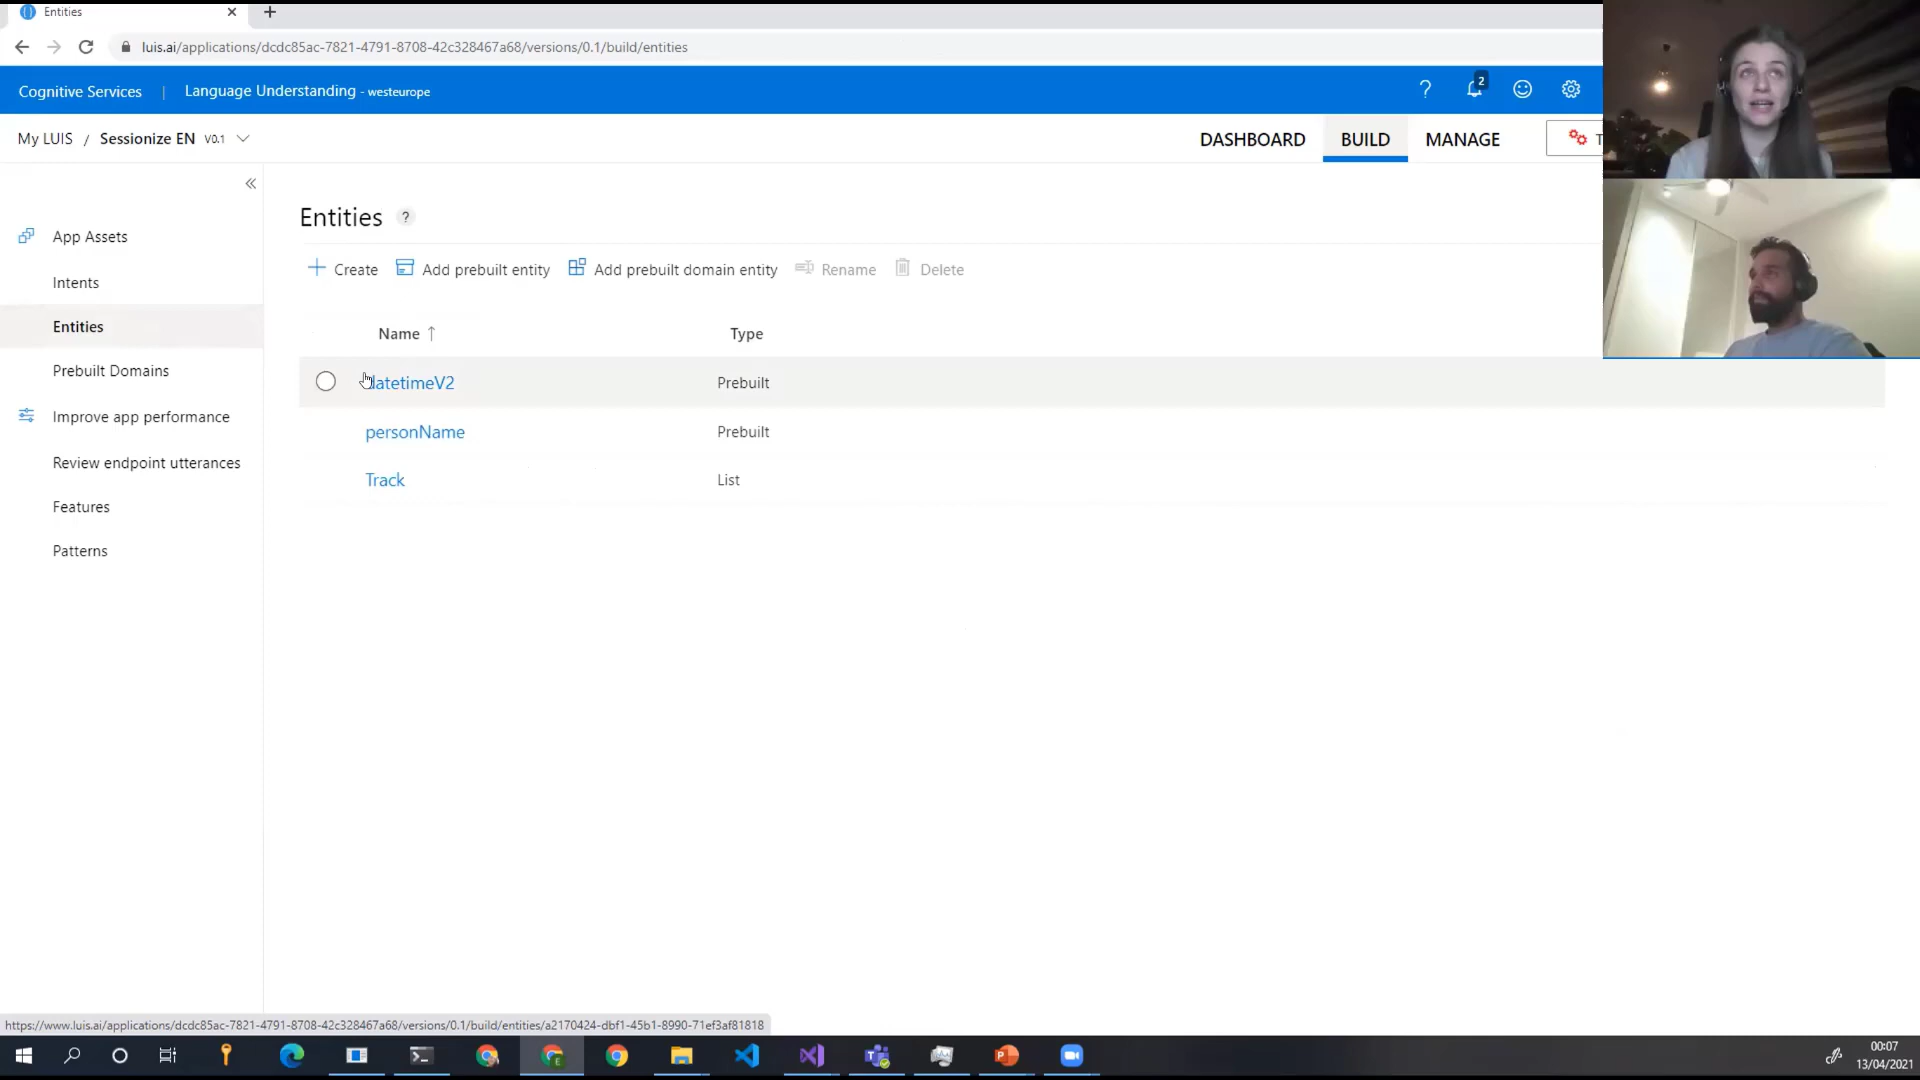 Entities
luis.ai/applications/dcdc85ac-7821-4791-8708-42c328467a68/versions/0.1/build/entities
Cognitive Services | Language Understanding - westeurope
2
My LUIS / Sessionize EN V0.1
DASHBOARD BUILD MANAGE T
App Assets
Intents
Entities
Prebuilt Domains
Improve app performance
Review endpoint utterances
Features
Patterns
Entities ?
Create Add prebuilt entity Add prebuilt domain entity Rename Delete
Name ↑ Type
datetimeV2 Prebuilt
personName Prebuilt
Track List
https://www.luis.ai/applications/dcdc85ac-7821-4791-8708-42c328467a68/versions/0.1/build/entities/a2170424-dbf1-45b1-8990-71ef3af81818
00:07
13/04/2021